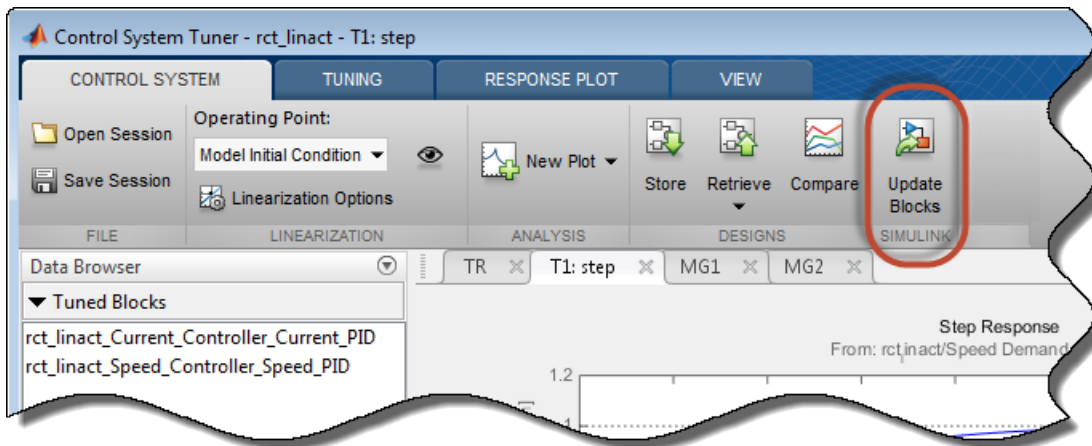 Control System Tuner - rct_linact - T1: step
CONTROL SYSTEM
TUNING
RESPONSE PLOT
VIEW
Open Session
Save Session
FILE
Operating Point:
Model Initial Condition
Linearization Options
LINEARIZATION
New Plot
ANALYSIS
Store
Retrieve
Compare
DESIGNS
Update
Blocks
SIMULINK
Data Browser
Tuned Blocks
rct_linact_Current_Controller_Current_PID
rct_linact_Speed_Controller_Speed_PID
TR
T1: step
MG1
MG2
Step Response
From: rct_linact/Speed Demand
1.2
1